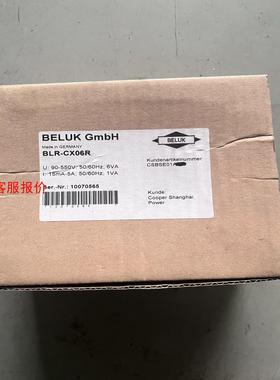 BELUK GmbH
Made in GERMANY
BLR-CX06R
BELUK
U: 90-550V; 50/60Hz; 6VA
I: 15mA-5A; 50/60Hz; 1VA
Kundenartikelnummer
CSBSE01A
客服报价
Ser.-Nr.: 10070565
Kunde:
Cooper Shanghai
Power